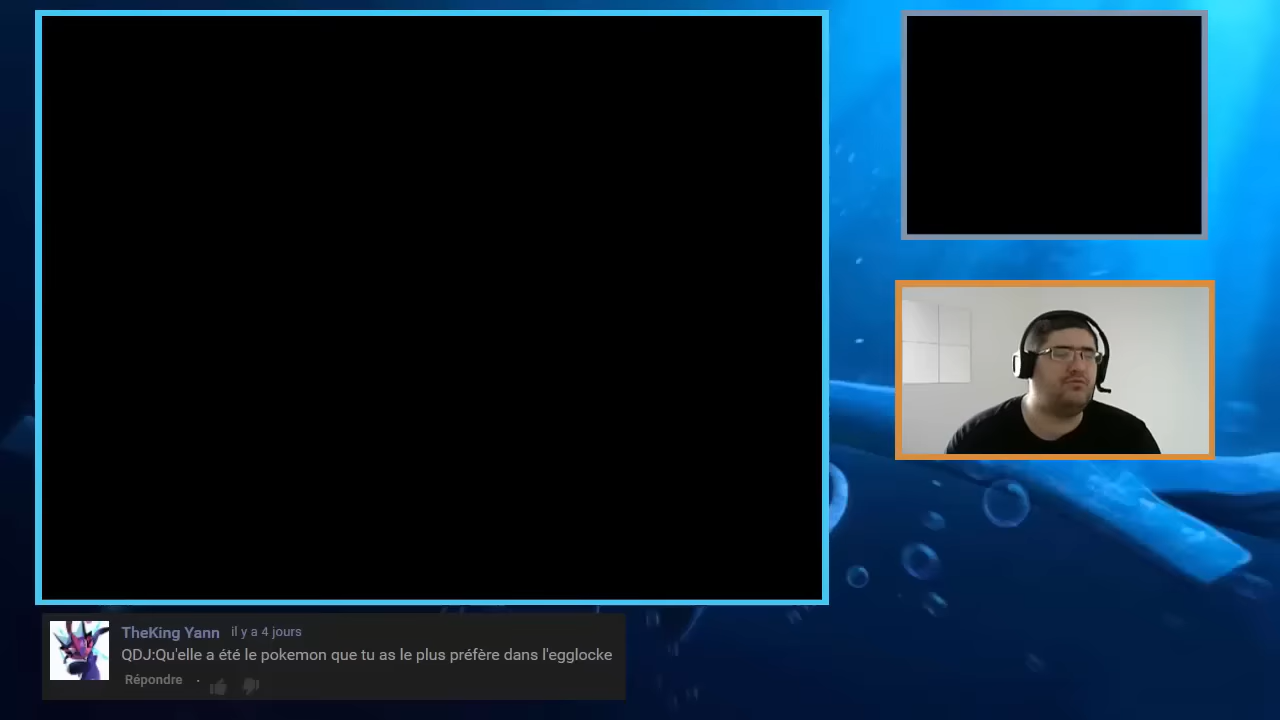 TheKing Yann il y a 4 jours
QDJ:Qu'elle a été le pokemon que tu as le plus préfère dans l'egglocke
Répondre ·